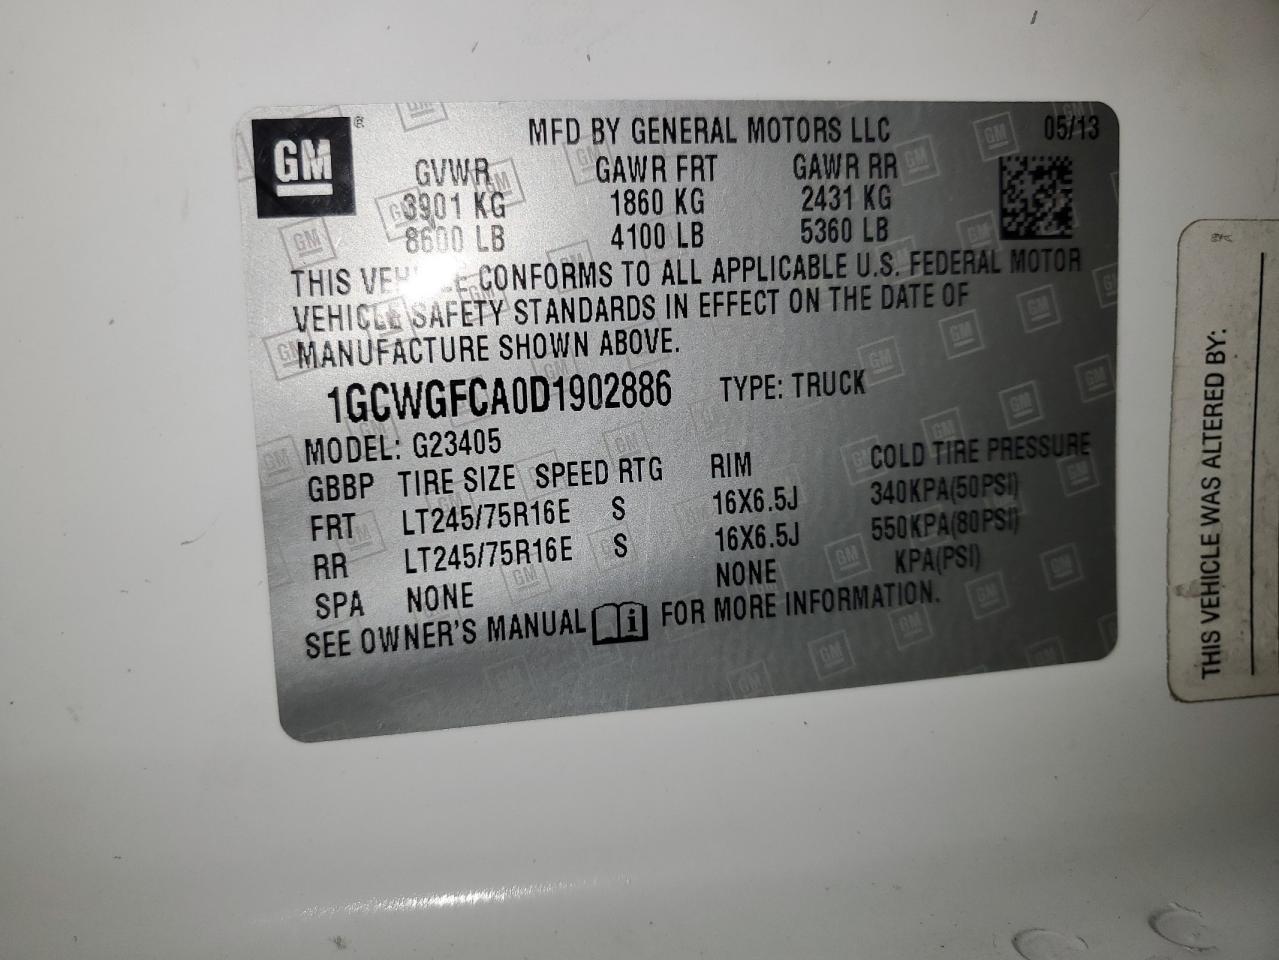 GM
MFD BY GENERAL MOTORS LLC 05/13
GVWR GAWR FRT GAWR RR
3901 KG 1860 KG 2431 KG
8600 LB 4100 LB 5360 LB
THIS VEHICLE CONFORMS TO ALL APPLICABLE U.S. FEDERAL MOTOR
VEHICLE SAFETY STANDARDS IN EFFECT ON THE DATE OF
MANUFACTURE SHOWN ABOVE.
1GCWGFCA0D1902886 TYPE: TRUCK
MODEL: G23405
GBBP TIRE SIZE SPEED RTG RIM COLD TIRE PRESSURE
FRT LT245/75R16E S 16X6.5J 340KPA(50PSI)
RR LT245/75R16E S 16X6.5J 550KPA(80PSI)
SPA NONE NONE KPA(PSI)
SEE OWNER'S MANUAL i FOR MORE INFORMATION.
THIS VEHICLE WAS ALTERED BY: